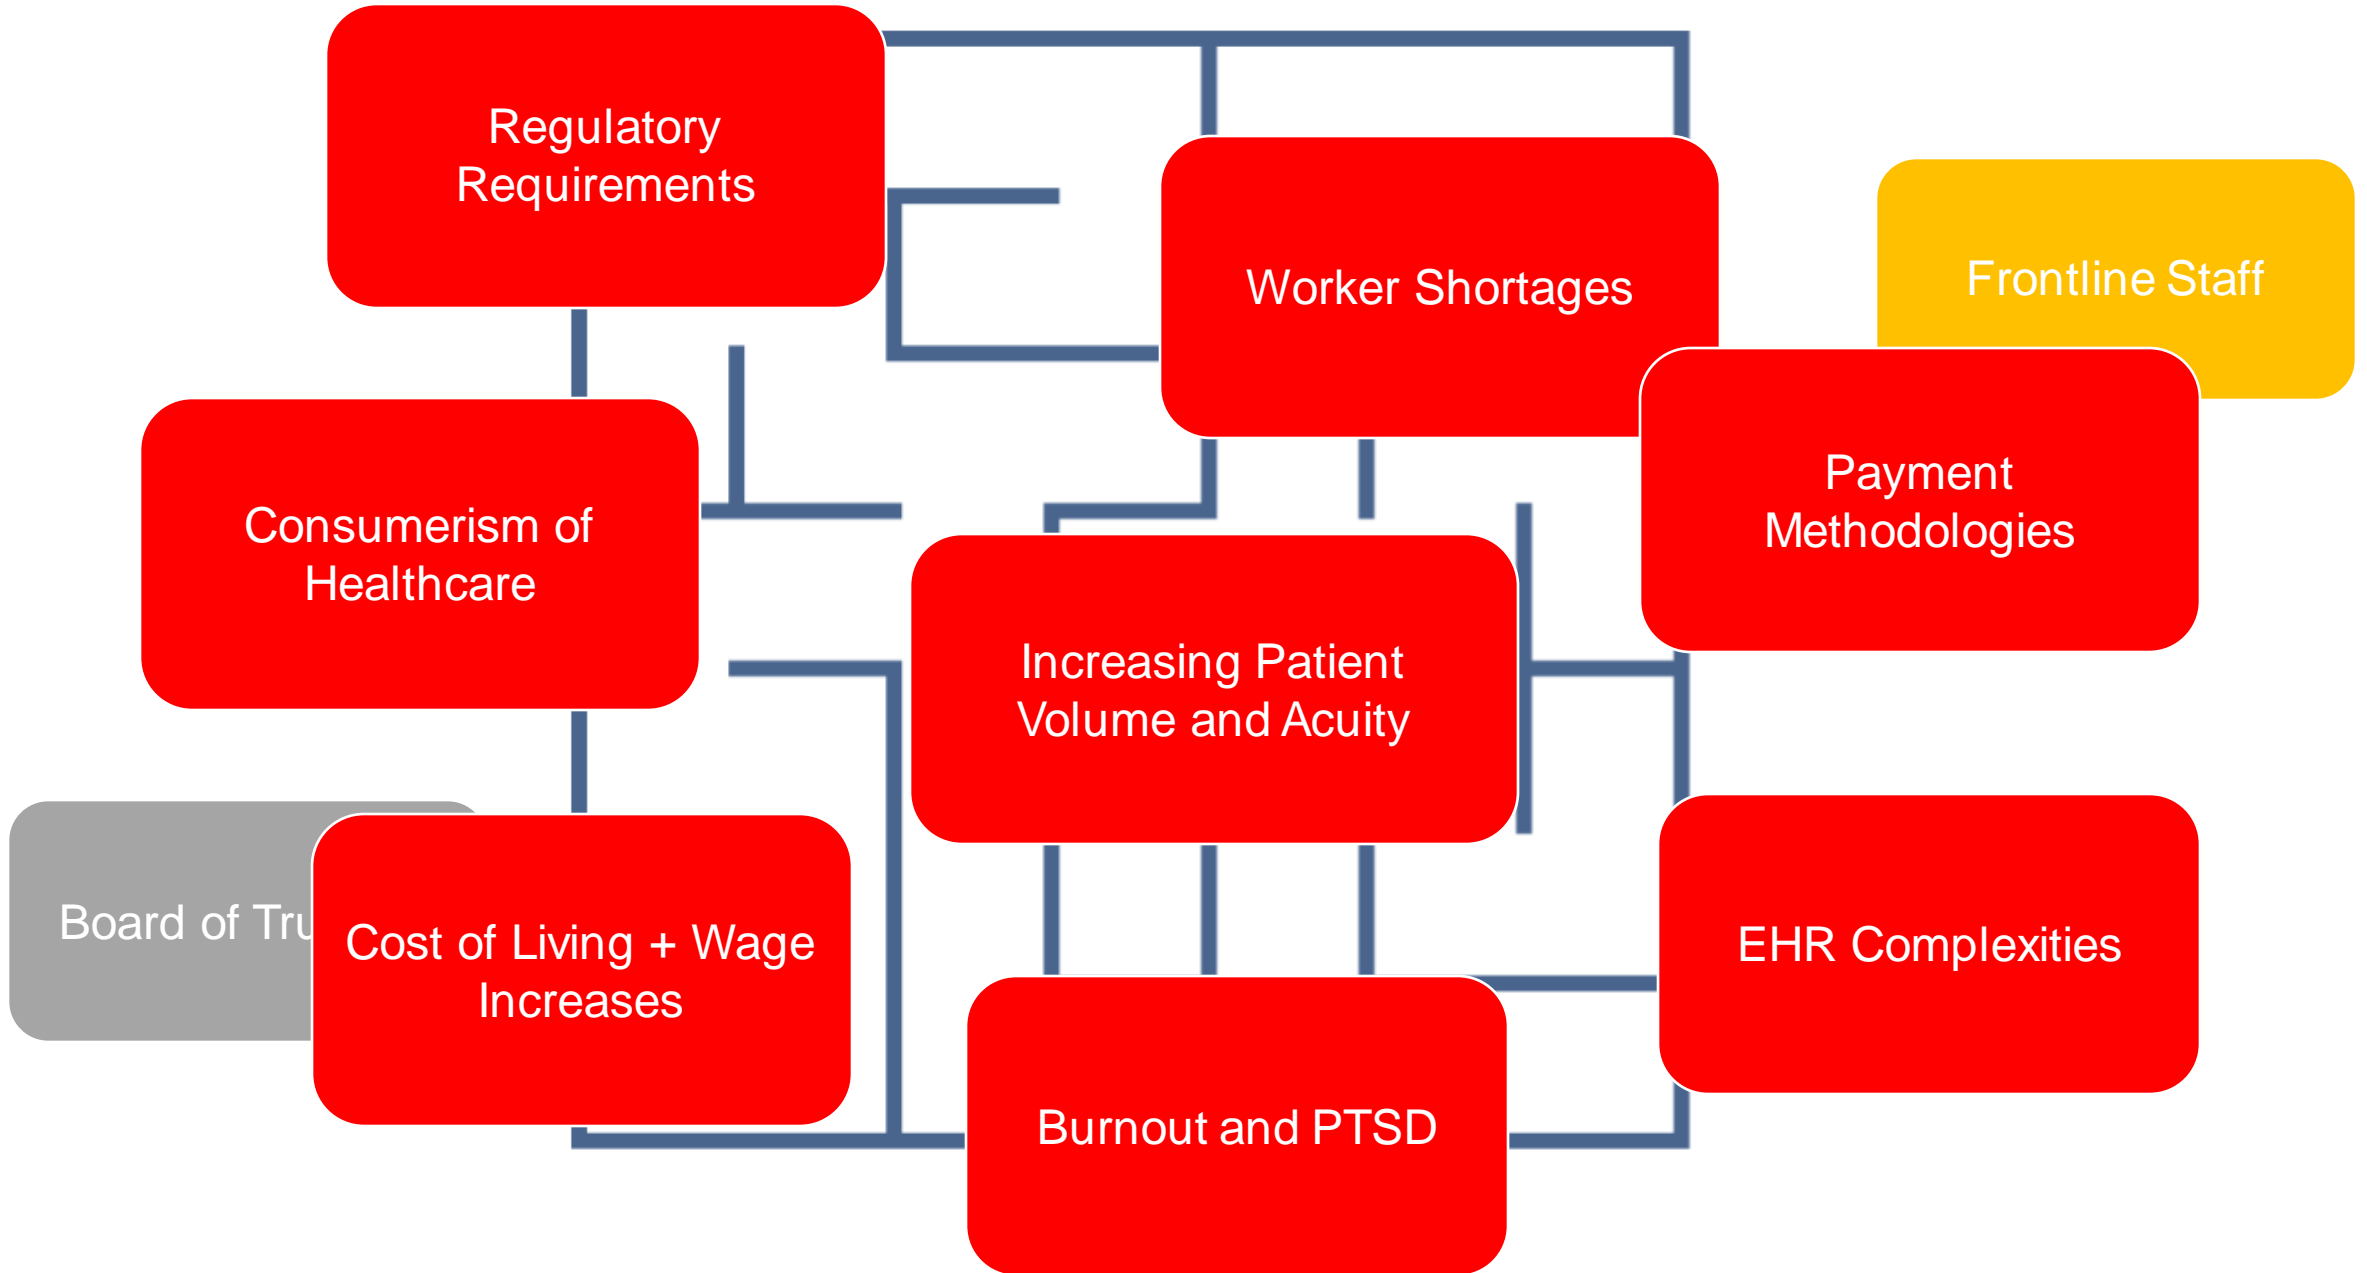 Regulatory
Requirements
Worker Shortages
Frontline Staff
Payment
Methodologies
Consumerism of
Healthcare
Increasing Patient
Volume and Acuity
Board of
Cost of Living + Wage
Increases
EHR Complexities
Burnout and PTSD